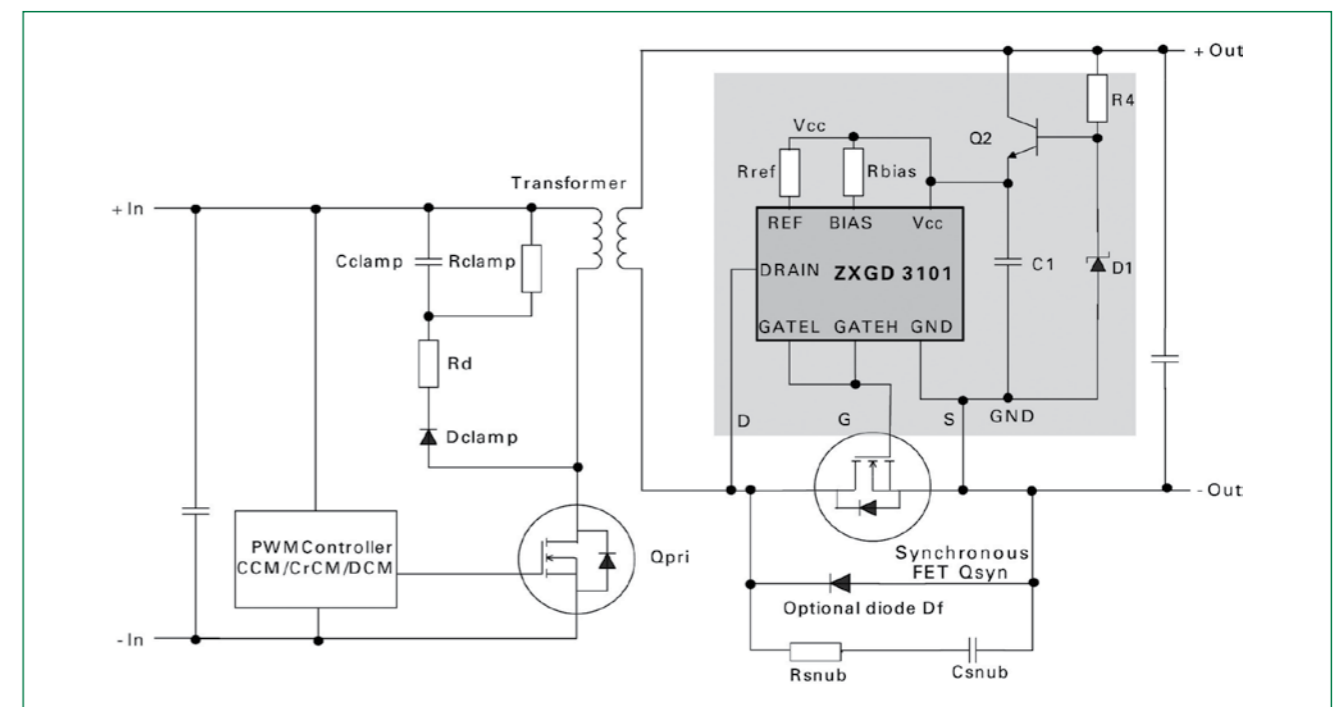 + Out
R4
Q2
Vcc
Rref
Rbias
Transformer
+ In
REF BIAS Vcc
Cclamp
Rclamp
DRAIN ZXGD 3101
C1
D1
GATEL GATEH GND
Rd
D
G
S
GND
Dclamp
- Out
PWMController
CCM/CrCM/DCM
Qpri
Synchronous
FET Qsyn
Optional diode Df
- In
Rsnub
Csnub